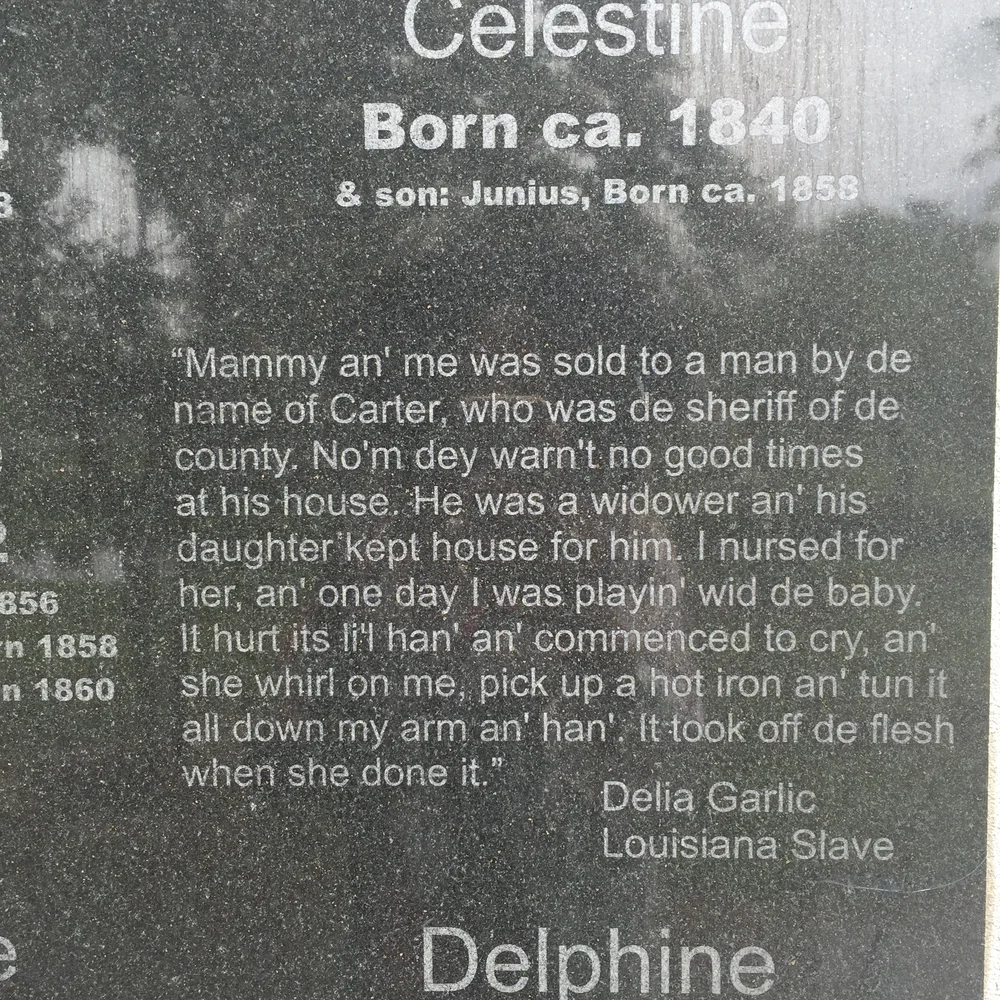 Celestine
Born ca. 1840
& son: Junius, Born ca. 1858
“Mammy an' me was sold to a man by de
name of Carter, who was de sheriff of de
county. No'm dey warn't no good times
at his house. He was a widower an' his
daughter kept house for him. I nursed for
her, an' one day I was playin' wid de baby.
It hurt its li'l han' an' commenced to cry, an'
she whirl on me, pick up a hot iron an' tun it
all down my arm an' han'. It took off de flesh
when she done it.”
Delia Garlic
Louisiana Slave
856
rn 1858
n 1860
Delphine